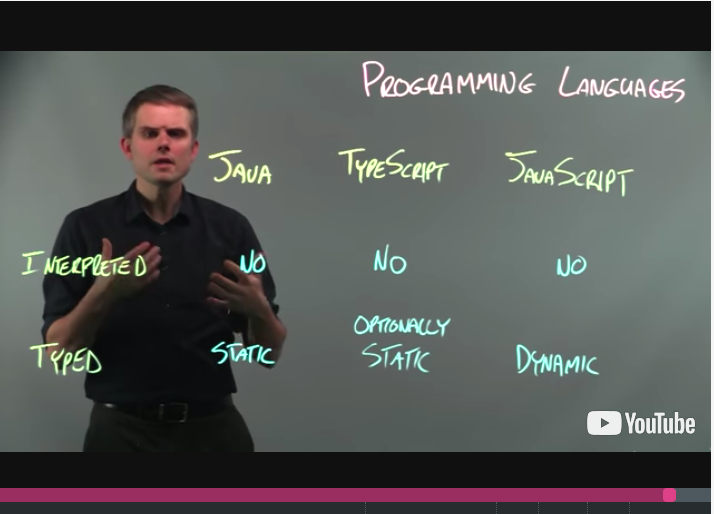 PROGRAMMING LANGUAGES
JAVA TYPESCRIPT JAVASCRIPT
INTERPRETED NO NO NO
OPTIONALLY
TYPED STATIC STATIC DYNAMIC
YouTube